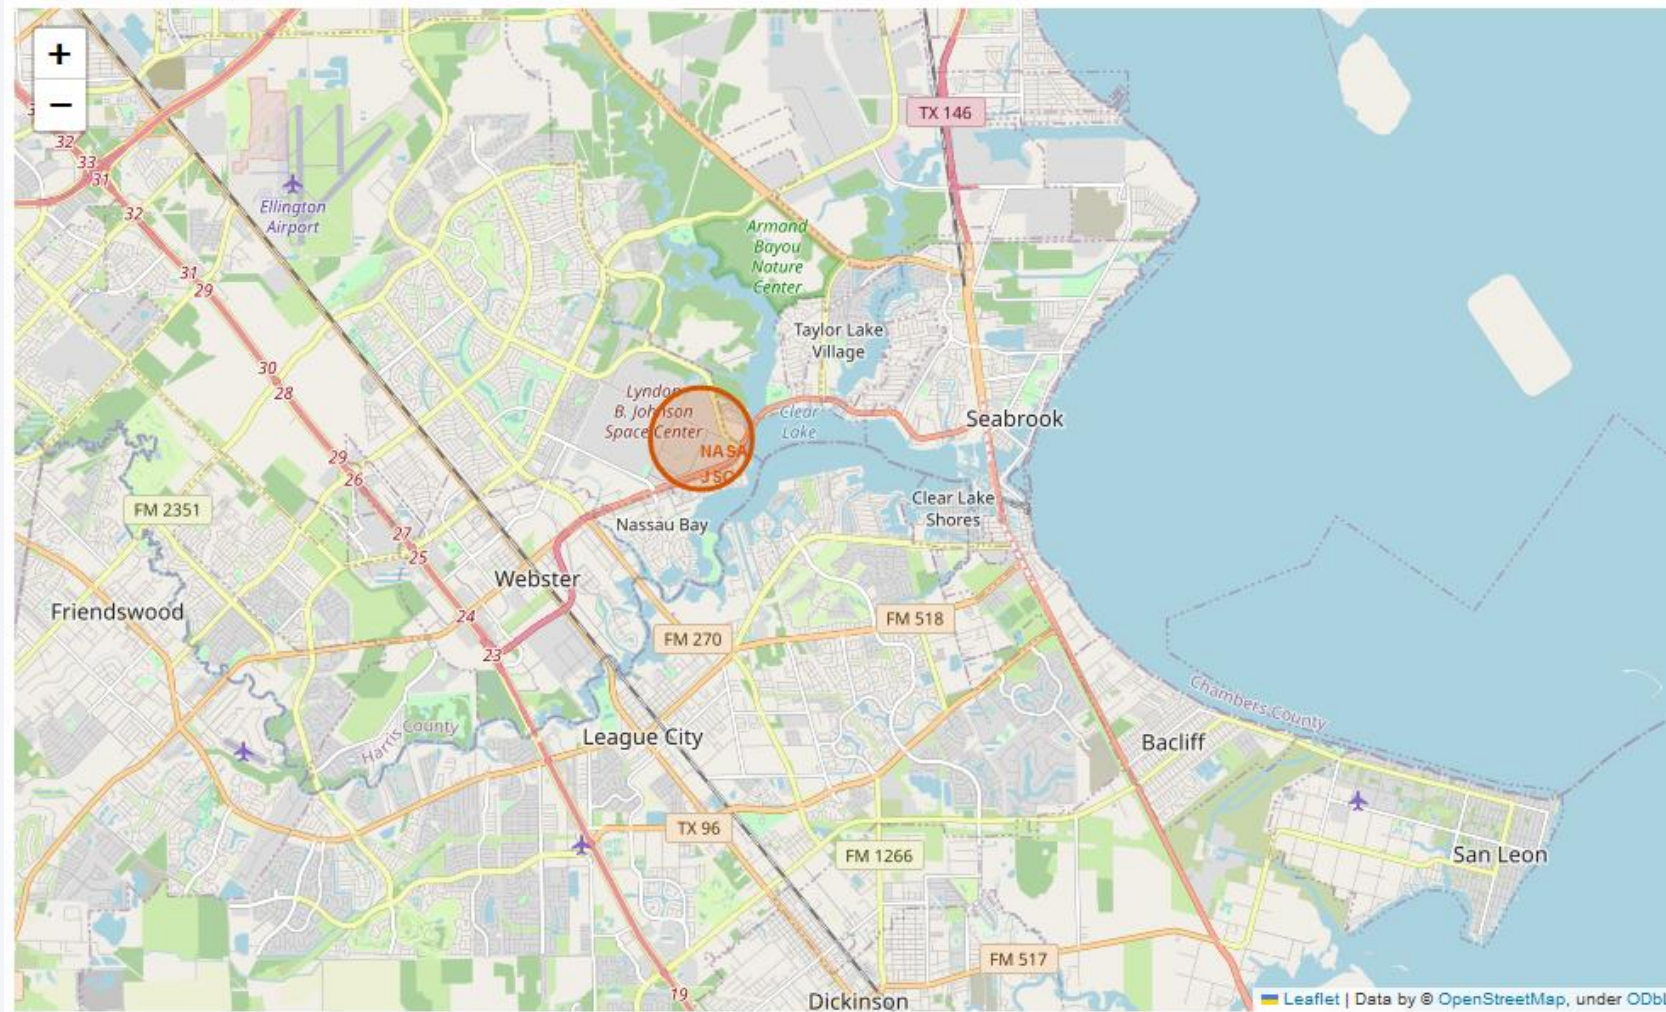 +
−
TX 146
32
33
31
Ellington
Airport
32
Armand
Bayou
Nature
Center
31
29
Taylor Lake
Village
30
28
Lyndon
B. Johnson
Space Center
Clear
Lake
Seabrook
NASA
JSC
29
26
Clear Lake
Shores
FM 2351
Nassau Bay
27
25
Webster
Friendswood
24
FM 518
FM 270
23
Chambers County
Harris County
League City
Bacliff
TX 96
FM 1266
San Leon
FM 517
19
Dickinson
Leaflet | Data by © OpenStreetMap, under ODbL